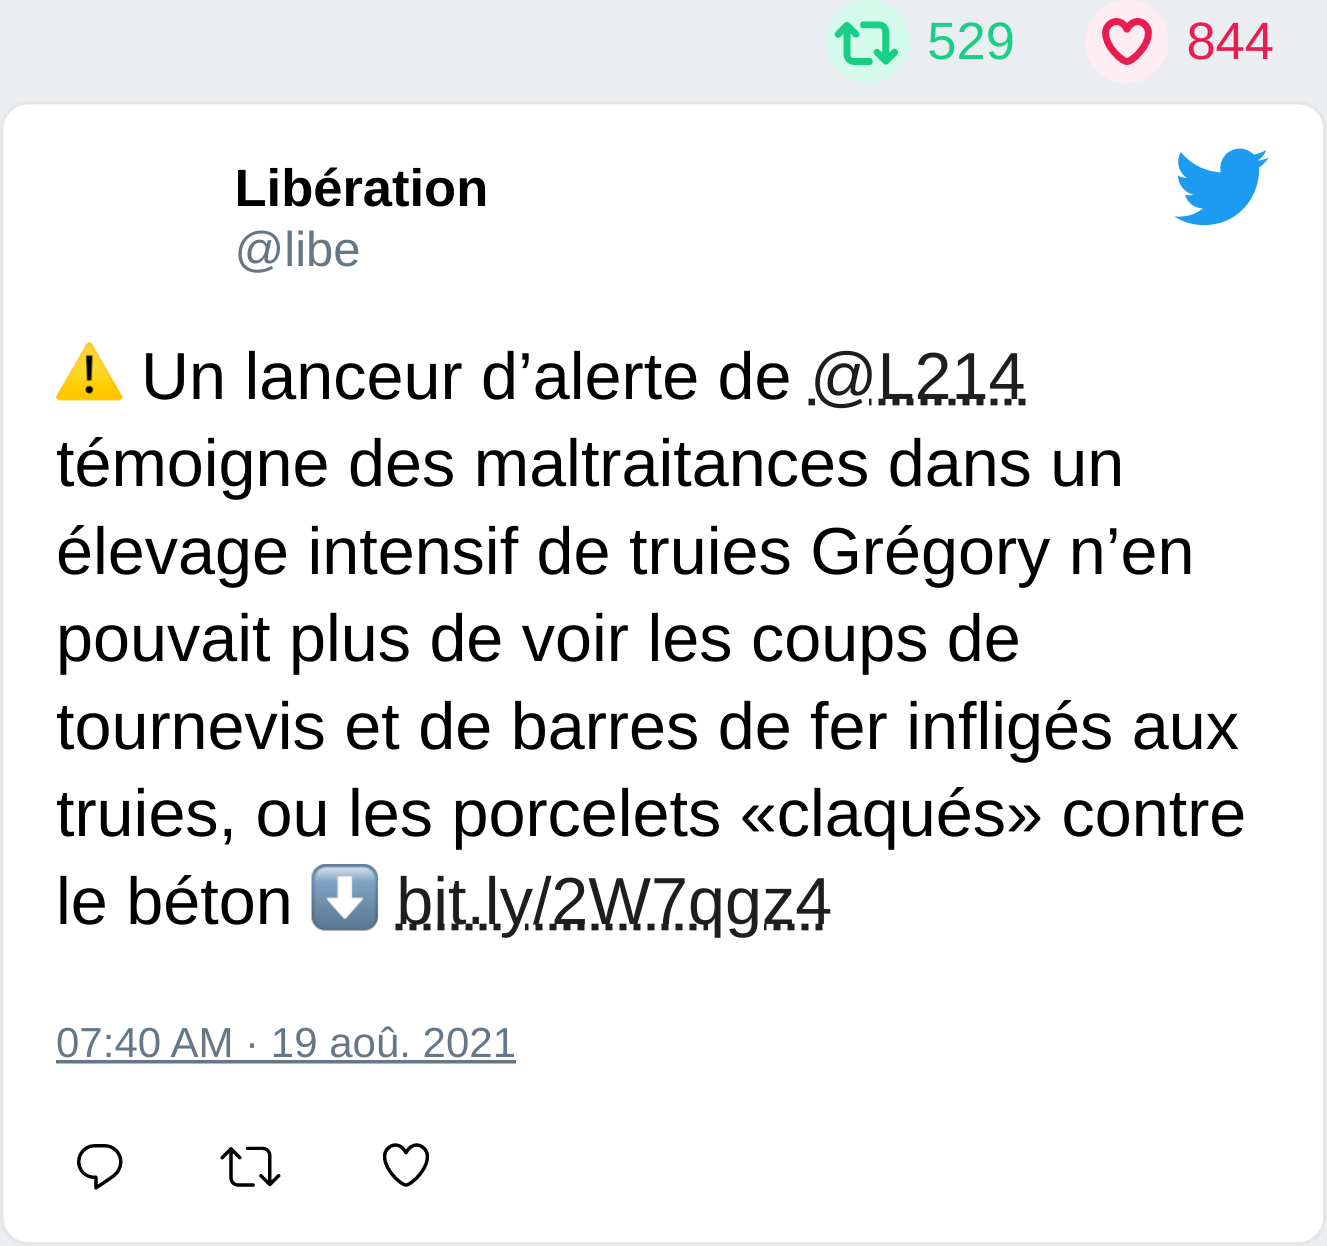 529 844
Libération
@libe
⚠️ Un lanceur d’alerte de @L214
témoigne des maltraitances dans un
élevage intensif de truies Grégory n’en
pouvait plus de voir les coups de
tournevis et de barres de fer infligés aux
truies, ou les porcelets «claqués» contre
le béton ⬇️ bit.ly/2W7qgz4
07:40 AM · 19 aoû. 2021